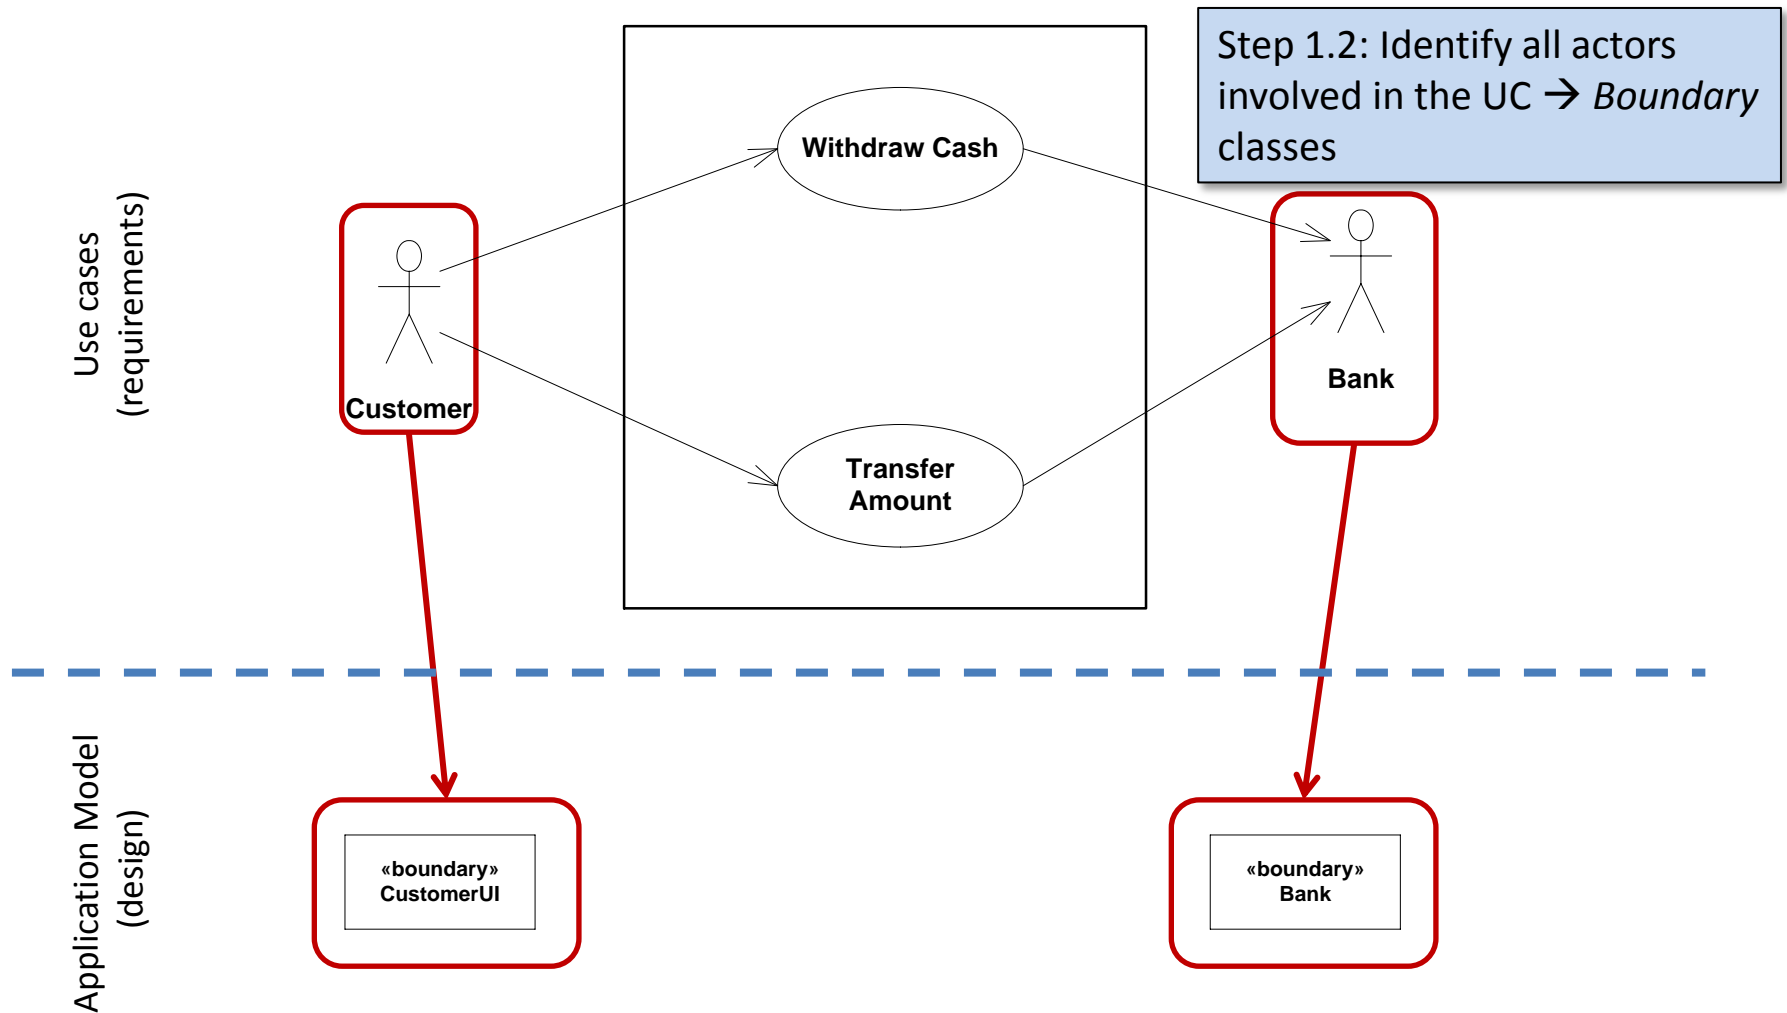 Step 1.2: Identify all actors
involved in the UC → Boundary
classes
Use cases
(requirements)
Withdraw Cash
Customer
Bank
Transfer
Amount
Application Model
(design)
«boundary»
CustomerUI
«boundary»
Bank